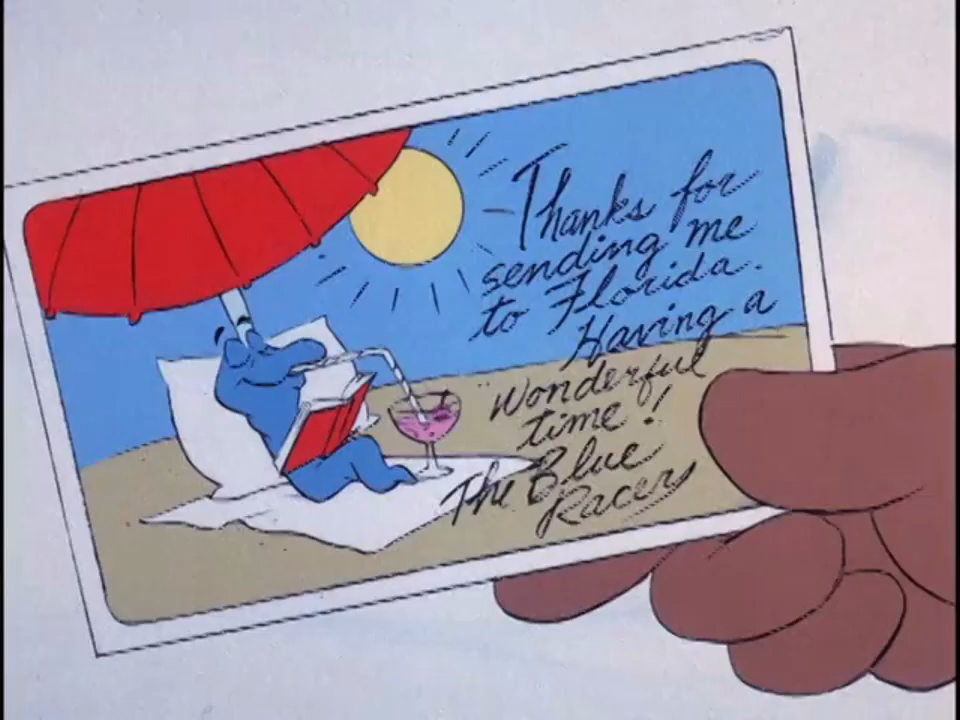 Thanks for
sending me
to Florida.
Having a
Wonderful
time!
The Blue
Racer